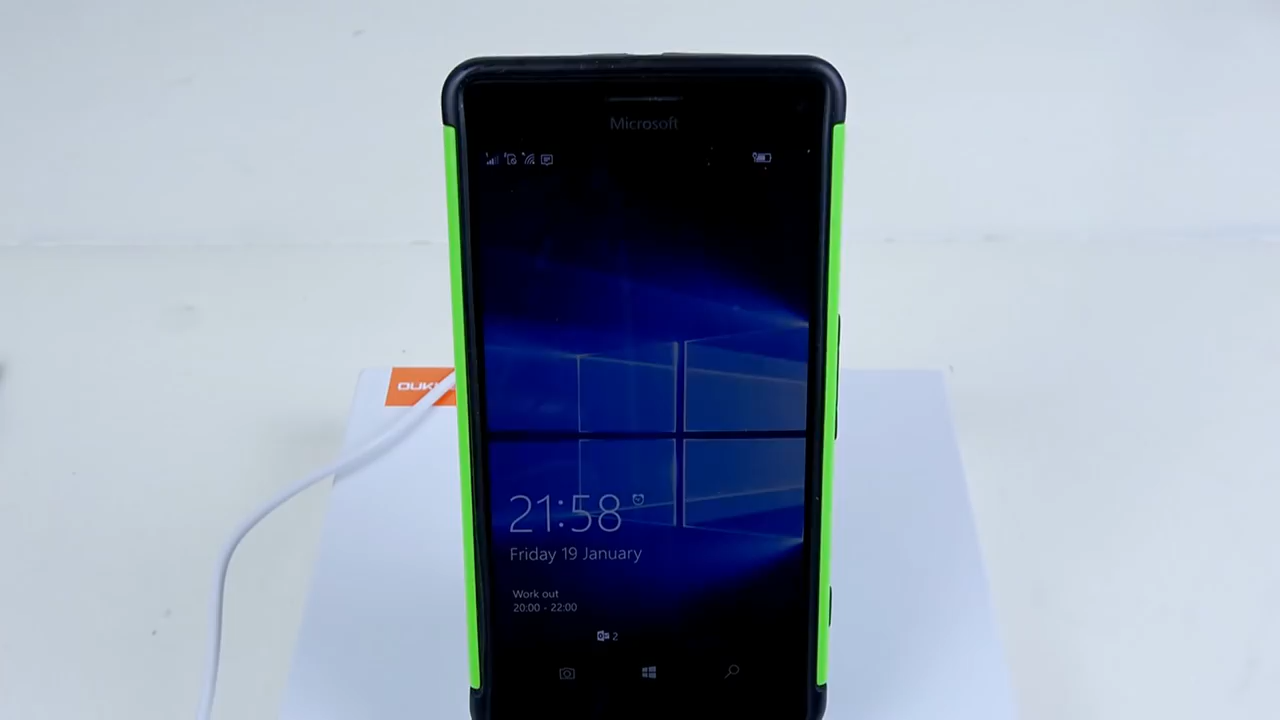 Microsoft
21:58
Friday 19 January
Work out
20:00 - 22:00
2